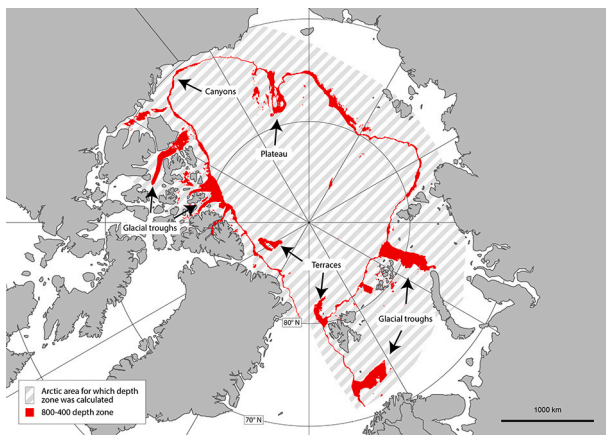 Canyons
Plateau
Glacial troughs
Terraces
Glacial troughs
80° N
70° N
Arctic area for which depth
zone was calculated
800-400 depth zone
1000 km